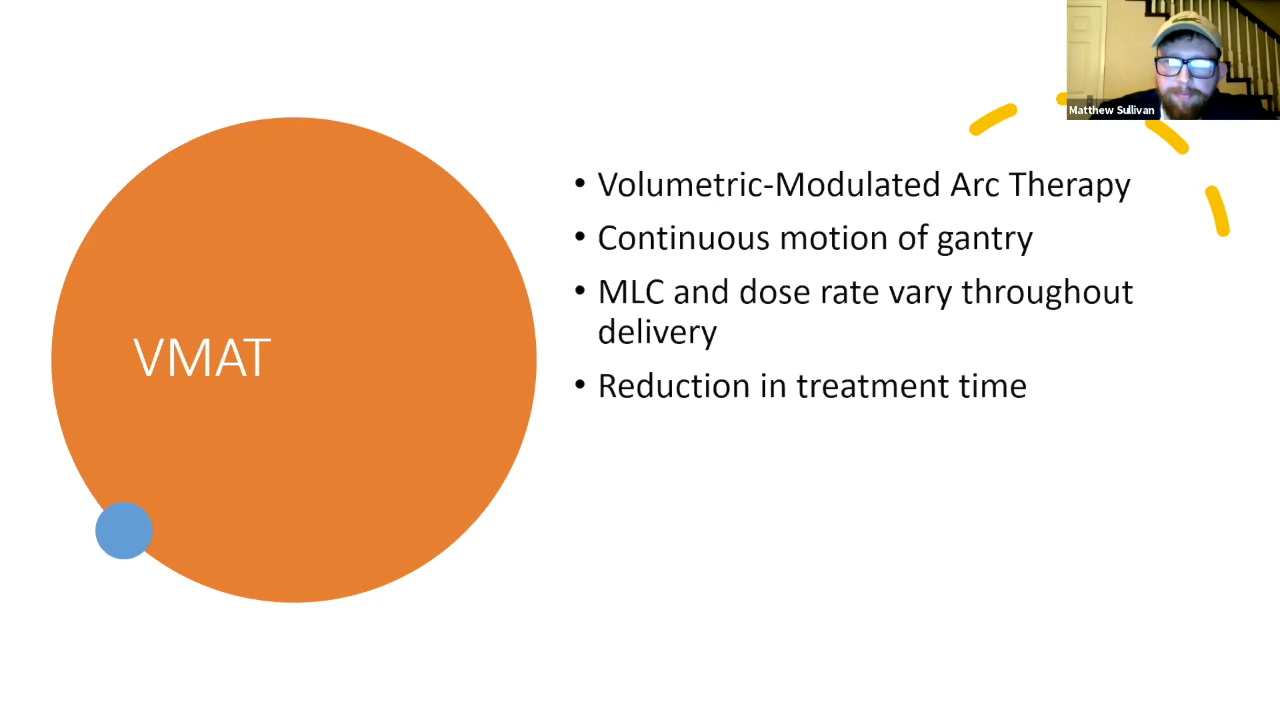 Matthew Sullivan
VMAT
• Volumetric-Modulated Arc Therapy
• Continuous motion of gantry
• MLC and dose rate vary throughout
delivery
• Reduction in treatment time